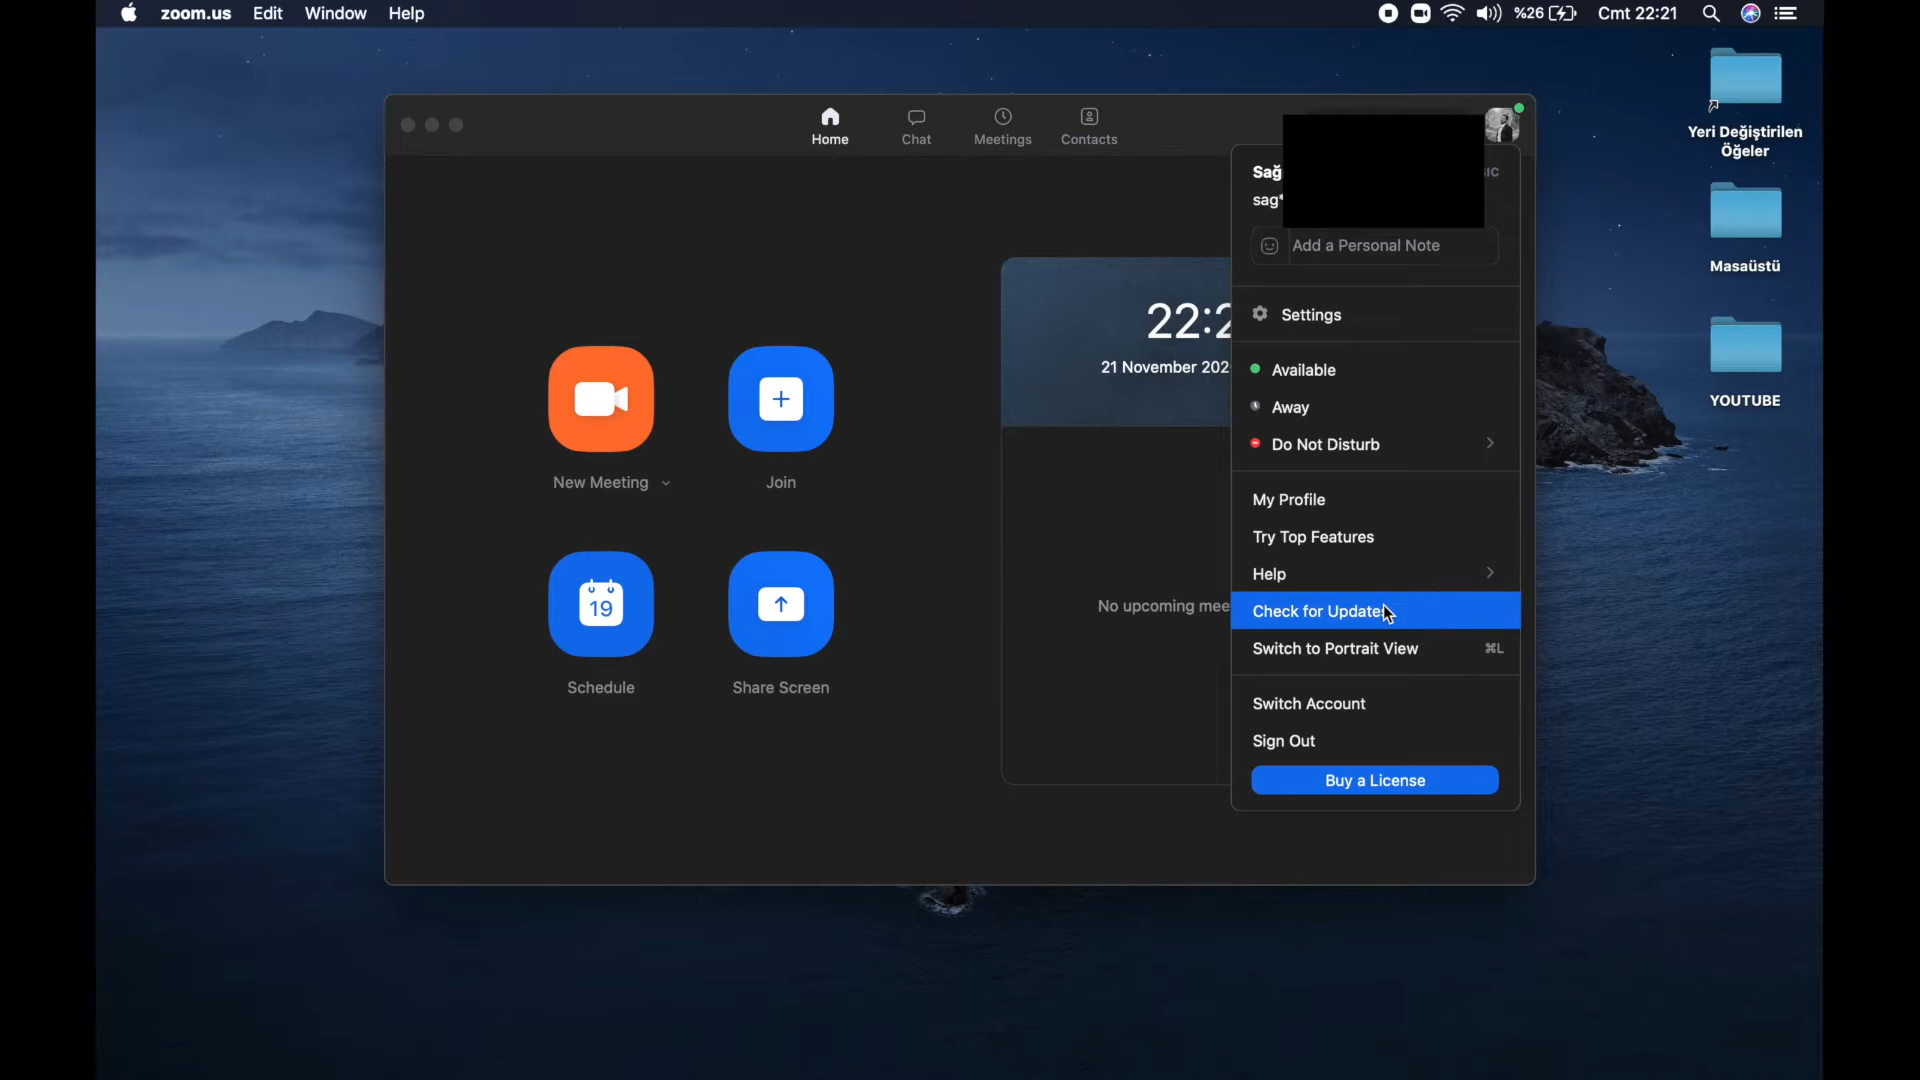 zoom.us Edit Window Help
%26 Cmt 22:21
Home
Chat
Meetings
Contacts
Yeri Değiştirilen
Öğeler
Masaüstü
YOUTUBE
New Meeting
Join
19
Schedule
Share Screen
22:2
21 November 202
No upcoming mee
Sağ
sag*
Add a Personal Note
Settings
Available
Away
Do Not Disturb
My Profile
Try Top Features
Help
Check for Updates
Switch to Portrait View ⌘L
Switch Account
Sign Out
Buy a License